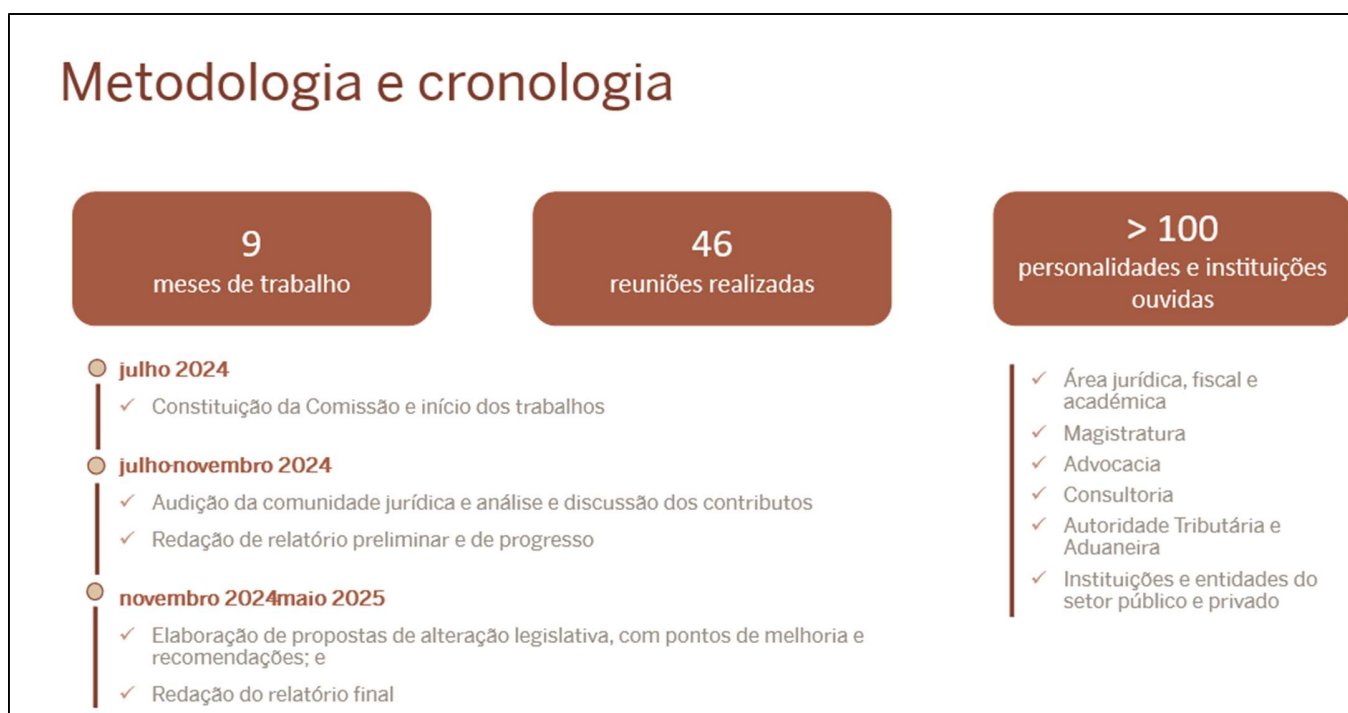 Metodologia e cronologia
9
meses de trabalho
46
reuniões realizadas
> 100
personalidades e instituições
ouvidas
julho 2024
✓ Constituição da Comissão e início dos trabalhos
julho-novembro 2024
✓ Audição da comunidade jurídica e análise e discussão dos contributos
✓ Redação de relatório preliminar e de progresso
novembro 2024maio 2025
✓ Elaboração de propostas de alteração legislativa, com pontos de melhoria e
recomendações; e
✓ Redação do relatório final
✓ Área jurídica, fiscal e
académica
✓ Magistratura
✓ Advocacia
✓ Consultoria
✓ Autoridade Tributária e
Aduaneira
✓ Instituições e entidades do
setor público e privado